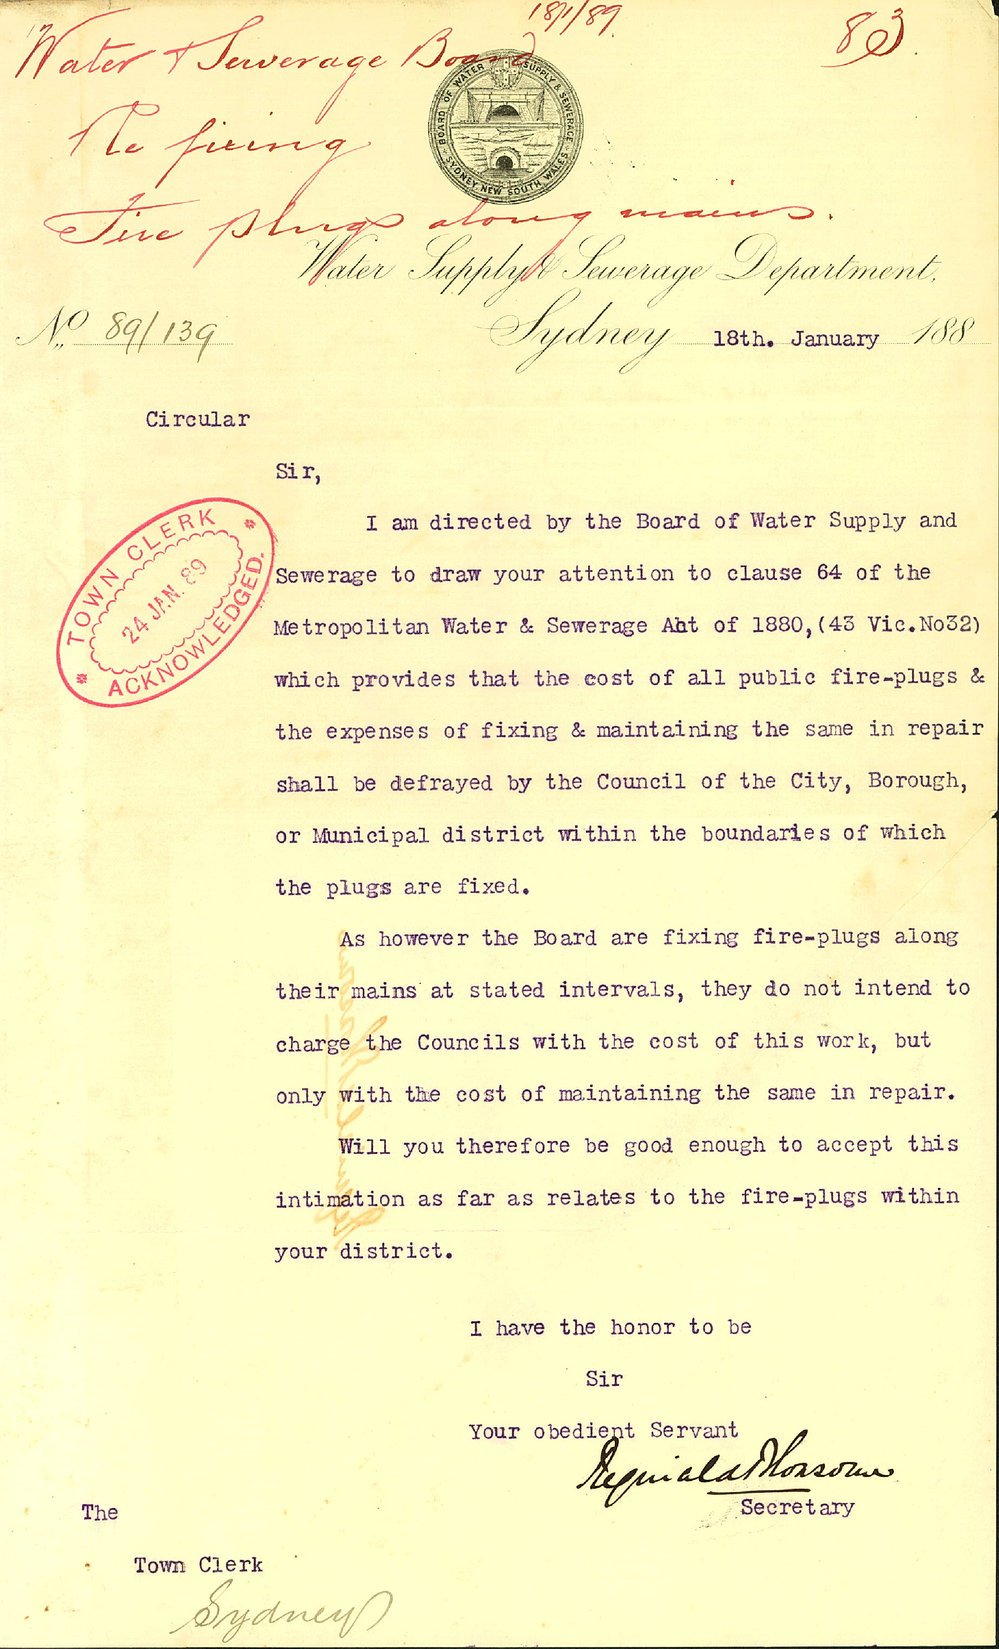 18/1/89
83
Water & Sewerage Board
Re fixing
Fire plugs along mains.
BOARD OF WATER SUPPLY & SEWERAGE
SYDNEY NEW SOUTH WALES
Water Supply & Sewerage Department,
No. 89/139
Sydney 18th. January 188
Circular
Sir,
TOWN CLERK
24 JAN. 89
ACKNOWLEDGED.
I am directed by the Board of Water Supply and
Sewerage to draw your attention to clause 64 of the
Metropolitan Water & Sewerage Act of 1880,(43 Vic.No32)
which provides that the cost of all public fire-plugs &
the expenses of fixing & maintaining the same in repair
shall be defrayed by the Council of the City, Borough,
or Municipal district within the boundaries of which
the plugs are fixed.
As however the Board are fixing fire-plugs along
their mains at stated intervals, they do not intend to
charge the Councils with the cost of this work, but
only with the cost of maintaining the same in repair.
Will you therefore be good enough to accept this
intimation as far as relates to the fire-plugs within
your district.
I have the honor to be
Sir
Your obedient Servant
Reginald
Secretary
The
Town Clerk
Sydney